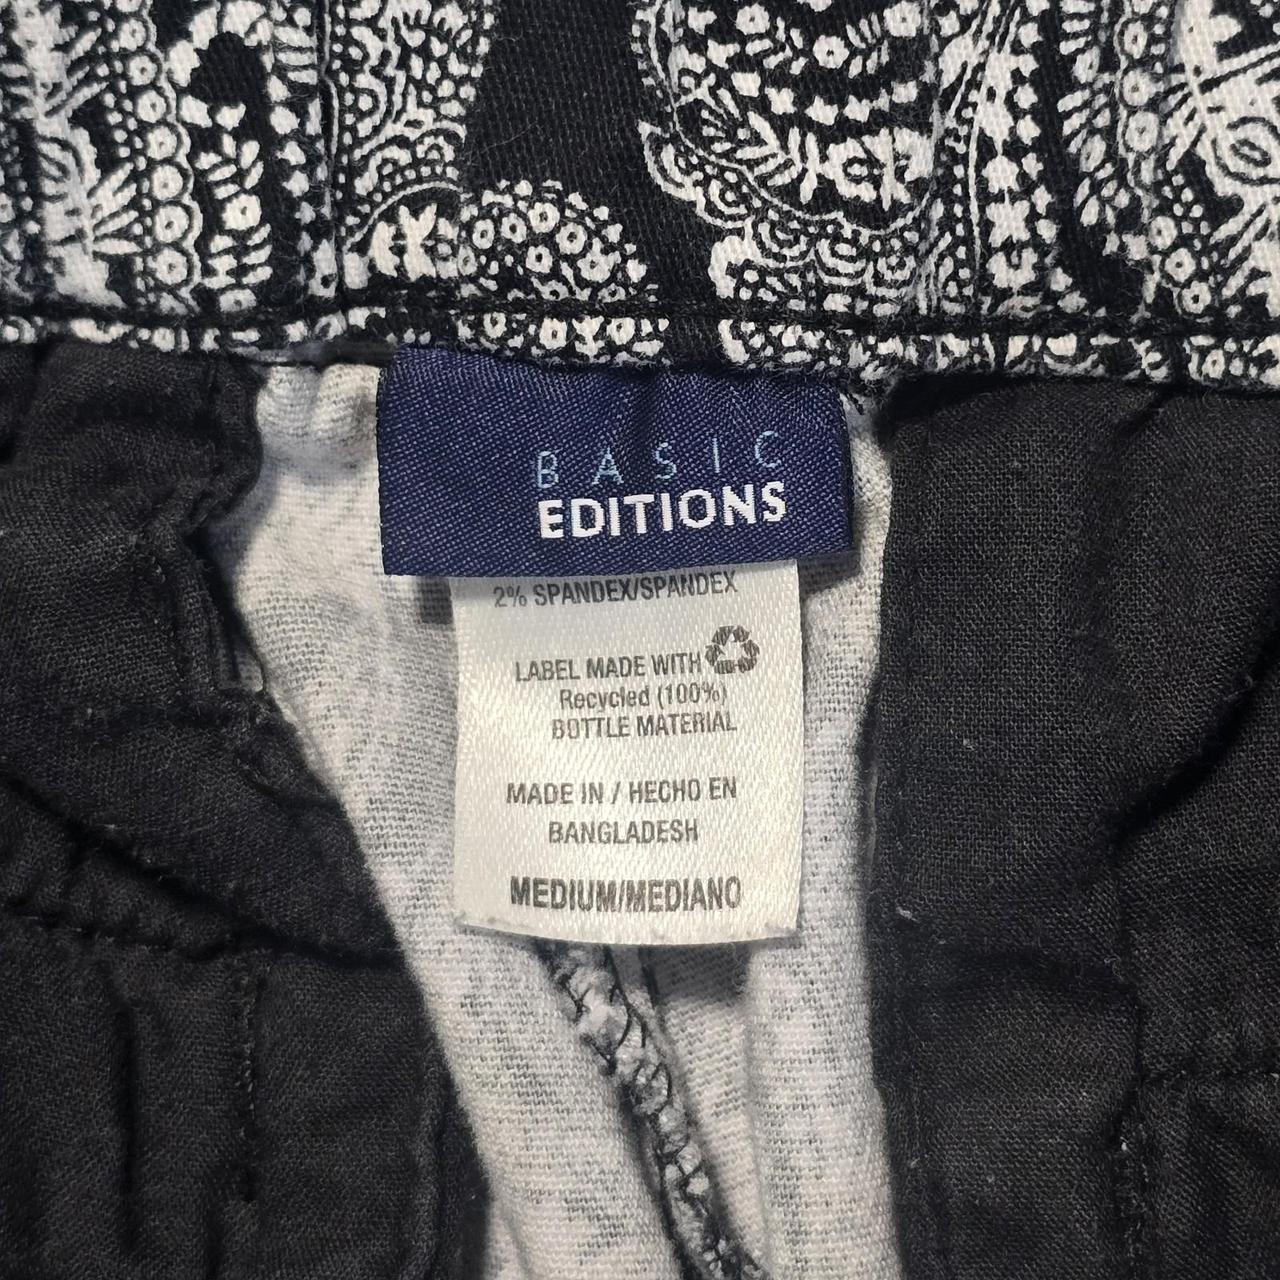 BASIC
EDITIONS
2% SPANDEX/SPANDEX
LABEL MADE WITH
Recycled (100%)
BOTTLE MATERIAL
MADE IN / HECHO EN
BANGLADESH
MEDIUM/MEDIANO